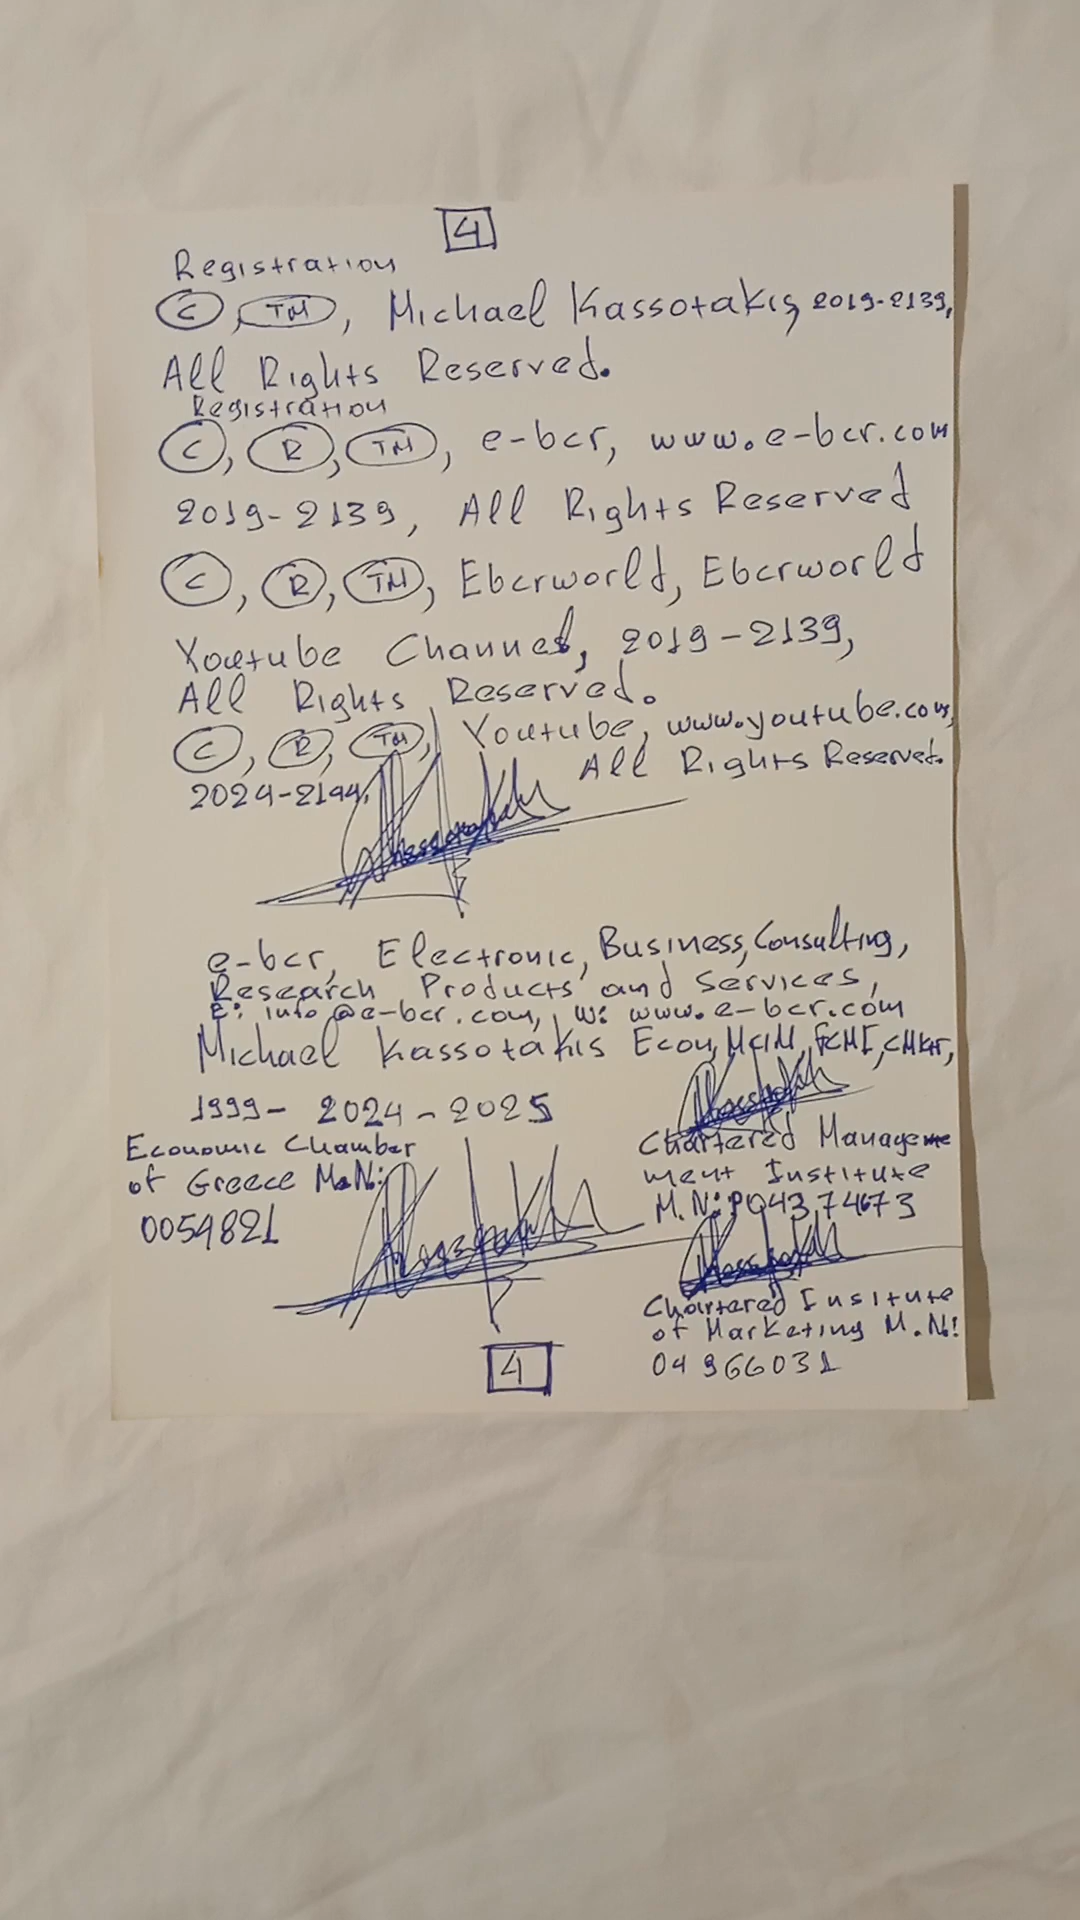 4
Registration
©, TM, Michael Kassotakis, 2019-2139,
All Rights Reserved.
Registration
©, ®, TM, e-bcr, www.e-bcr.com
2019-2139, All Rights Reserved
©, ®, TM, Ebcrworld, Ebcrworld
Youtube Channel, 2019-2139,
All Rights Reserved.
©, ®, TM, Youtube, www.youtube.com,
2024-2144, All Rights Reserved.
e-bcr, Electronic, Business, Consulting,
Research Products and Services,
E: info@e-bcr.com, W: www.e-bcr.com
Michael Kassotakis Econ, MCIM, FCMI, CMktr,
1999- 2024-2025
Economic Chamber
of Greece M.N:
0054821
Chartered Manageme
ment Institute
M.N: P04374673
Chartered Insitute
of Marketing M.N:
04966031
4